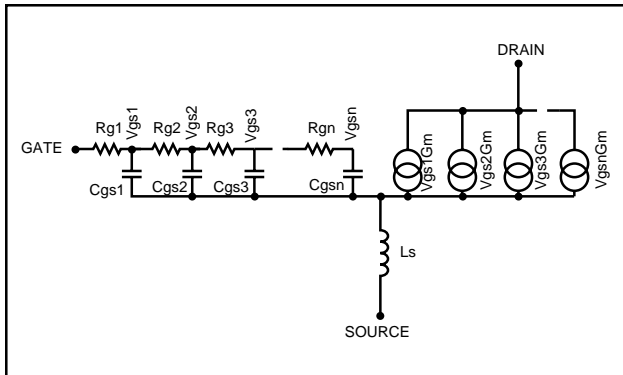 DRAIN
Vgs1
Vgs2
Vgs3
Vgsn
Rg1
Rg2
Rg3
Rgn
GATE
Cgs1
Cgs2
Cgs3
Cgsn
Vgs1Gm
Vgs2Gm
Vgs3Gm
VgsnGm
Ls
SOURCE